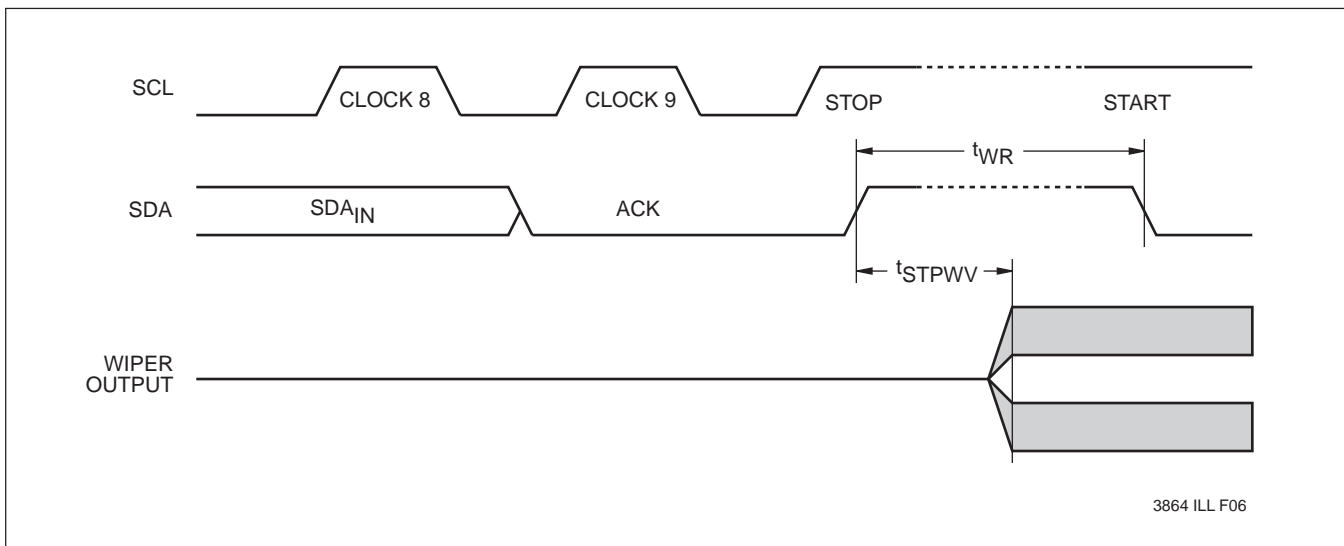 SCL
CLOCK 8
CLOCK 9
STOP
START
tWR
SDA
SDAIN
ACK
tSTPWV
WIPER
OUTPUT
3864 ILL F06